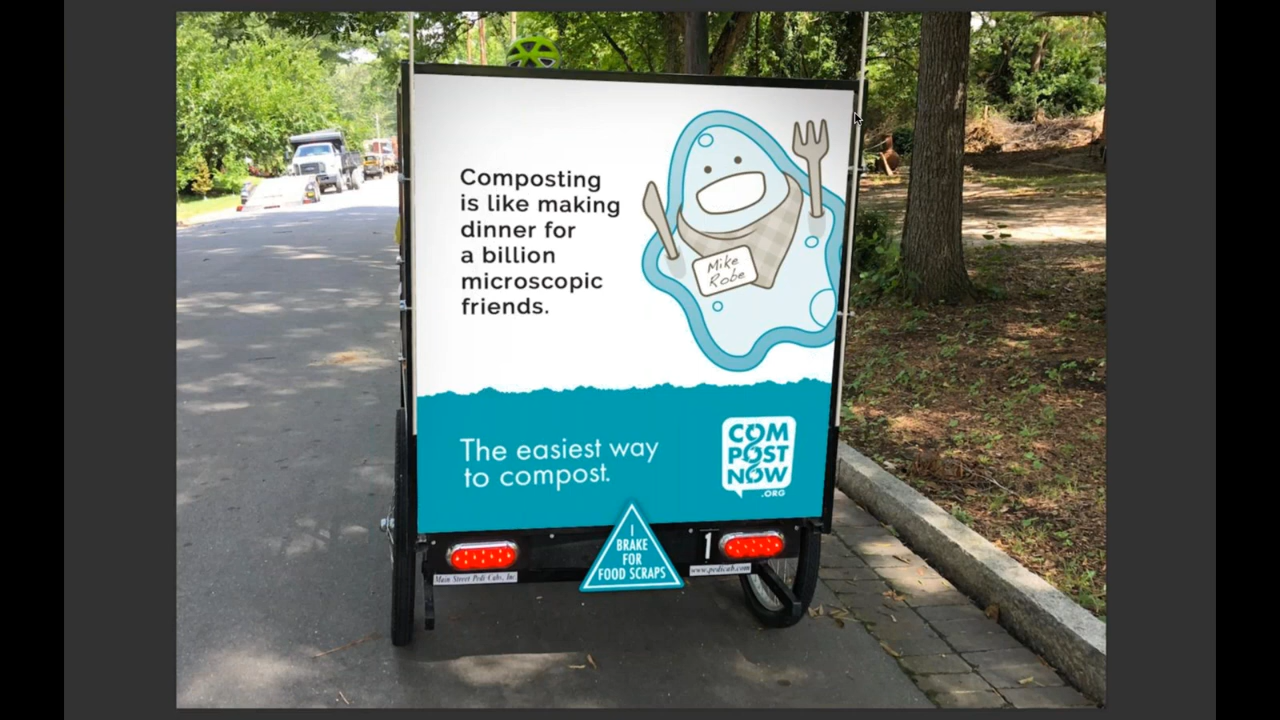 Composting
is like making
dinner for
a billion
microscopic
friends.
Mike
Robe
The easiest way
to compost.
COM
POST
NOW
.ORG
I
BRAKE
FOR
FOOD SCRAPS
1
Main Street Pedi Cabs, Inc.
www.pedicab.com